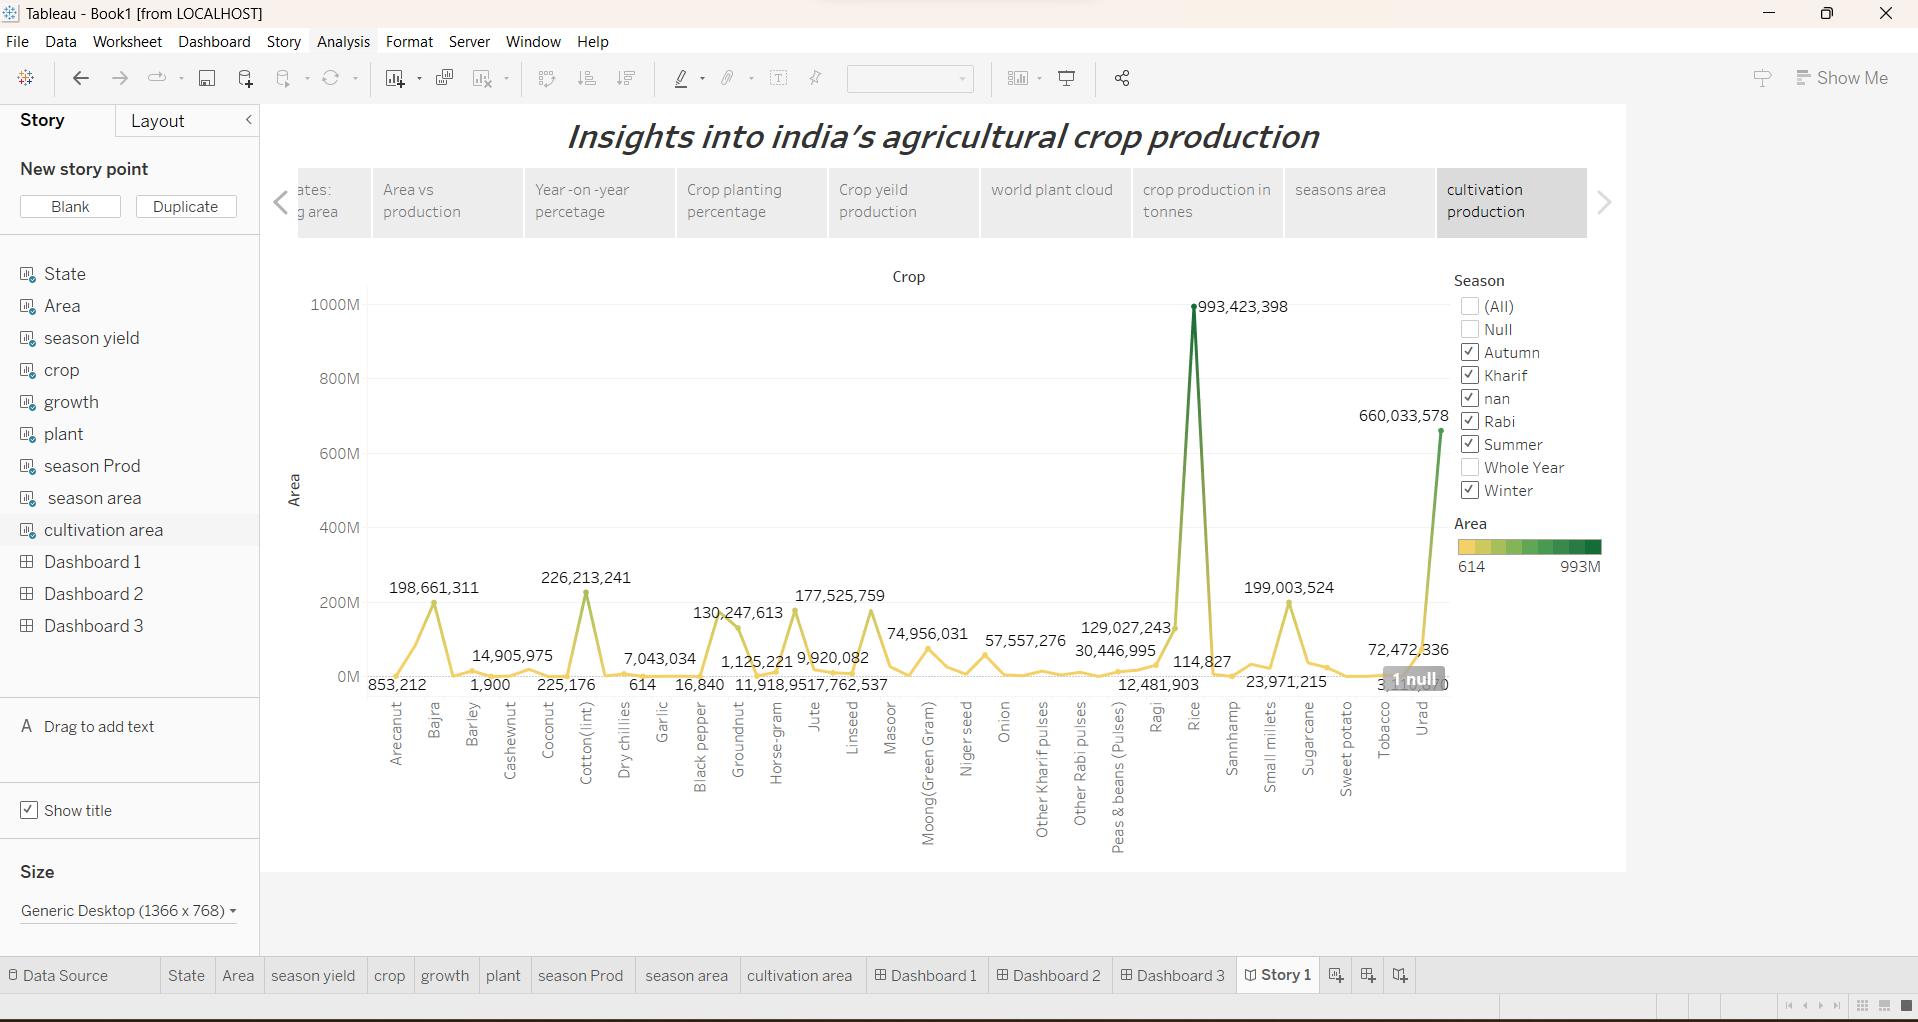 Tableau - Book1 [from LOCALHOST]
File Data Worksheet Dashboard Story Analysis Format Server Window Help
Show Me
Story
Layout
New story point
Blank
Duplicate
State
Area
season yield
crop
growth
plant
season Prod
season area
cultivation area
Dashboard 1
Dashboard 2
Dashboard 3
A Drag to add text
Show title
Size
Generic Desktop (1366 x 768)
Insights into india's agricultural crop production
ates:
g area
Area vs
production
Year -on -year
percetage
Crop planting
percentage
Crop yeild
production
world plant cloud
crop production in
tonnes
seasons area
cultivation
production
Crop
Area
1000M
800M
600M
400M
200M
0M
993,423,398
660,033,578
198,661,311
226,213,241
130,247,613
177,525,759
199,003,524
14,905,975
7,043,034
1,125,221
9,920,082
74,956,031
57,557,276
129,027,243
30,446,995
114,827
72,472,336
853,212
1,900
225,176
614
16,840
11,918,951
7,762,537
12,481,903
23,971,215
1 null
Arecanut
Bajra
Barley
Cashewnut
Coconut
Cotton(lint)
Dry chillies
Garlic
Black pepper
Groundnut
Horse-gram
Jute
Linseed
Masoor
Moong(Green Gram)
Niger seed
Onion
Other Kharif pulses
Other Rabi pulses
Peas & beans (Pulses)
Ragi
Rice
Sannhamp
Small millets
Sugarcane
Sweet potato
Tobacco
Urad
Season
(All)
Null
Autumn
Kharif
nan
Rabi
Summer
Whole Year
Winter
Area
614 993M
Data Source State Area season yield crop growth plant season Prod season area cultivation area Dashboard 1 Dashboard 2 Dashboard 3 Story 1